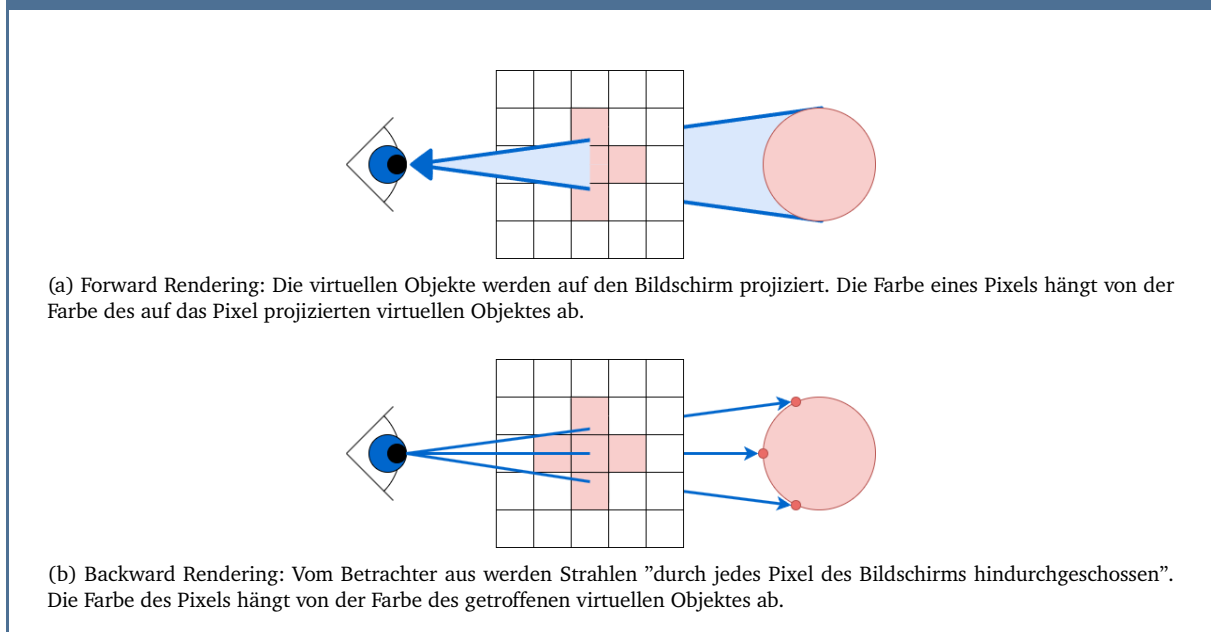 (a) Forward Rendering: Die virtuellen Objekte werden auf den Bildschirm projiziert. Die Farbe eines Pixels hängt von der
Farbe des auf das Pixel projizierten virtuellen Objektes ab.
(b) Backward Rendering: Vom Betrachter aus werden Strahlen ”durch jedes Pixel des Bildschirms hindurchgeschossen”.
Die Farbe des Pixels hängt von der Farbe des getroffenen virtuellen Objektes ab.